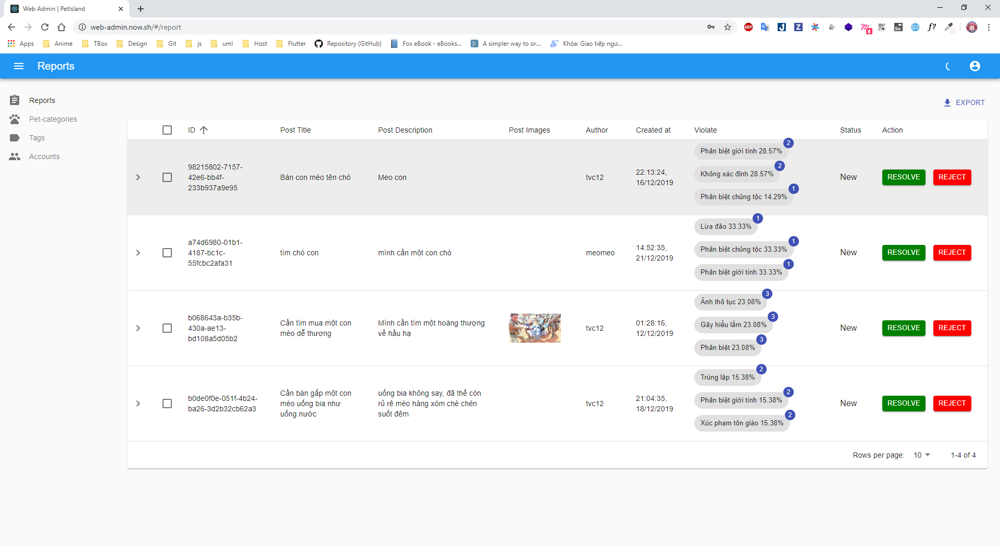 Web Admin | PetIsland
web-admin.now.sh/#/report
ABP
8
Se
f?
Apps
Anime
TBox
Design
Git
js
uml
Host
Flutter
Repository (GitHub)
Fox eBook - eBooks...
A simpler way to or...
Khóa: Giao tiếp ngư...
Reports
Reports
Pet-categories
Tags
Accounts
EXPORT
ID
Post Title
Post Description
Post Images
Author
Created at
Violate
Status
Action
98215802-7157-
42e6-bb4f-
233b937a9e95
Bán con mèo tên chó
Meo con
tvc12
22:13:24,
16/12/2019
Phân biệt giới tính 28.57%
2
Không xác định 28.57%
2
Phân biệt chủng tộc 14.29%
1
New
RESOLVE
REJECT
a74d6980-01b1-
4187-bc1c-
55fcbc2afa31
tìm chó con
mình cần một con chó
meomeo
14:52:35,
21/12/2019
Lừa đảo 33.33%
1
Phân biệt chủng tộc 33.33%
1
Phân biệt giới tính 33.33%
1
New
RESOLVE
REJECT
b068643a-b35b-
430a-ae13-
bd108a5d05b2
Cần tìm mua một con
mèo dễ thương
Mình cần tìm một hoàng thượng
về hầu hạ
tvc12
01:28:16,
12/12/2019
Ảnh thô tục 23.08%
3
Gây hiểu lầm 23.08%
3
Phân biệt 23.08%
3
New
RESOLVE
REJECT
b0de0f0e-051f-4b24-
ba26-3d2b32cb62a3
Cần bán gấp một con
mèo uống bia như
uống nước
uống bia không say, đã thế còn
rủ rê mèo hàng xóm chè chén
suốt đêm
tvc12
21:04:35,
18/12/2019
Trùng lặp 15.38%
2
Phân biệt giới tính 15.38%
2
Xúc phạm tôn giáo 15.38%
2
New
RESOLVE
REJECT
Rows per page:
10
1-4 of 4